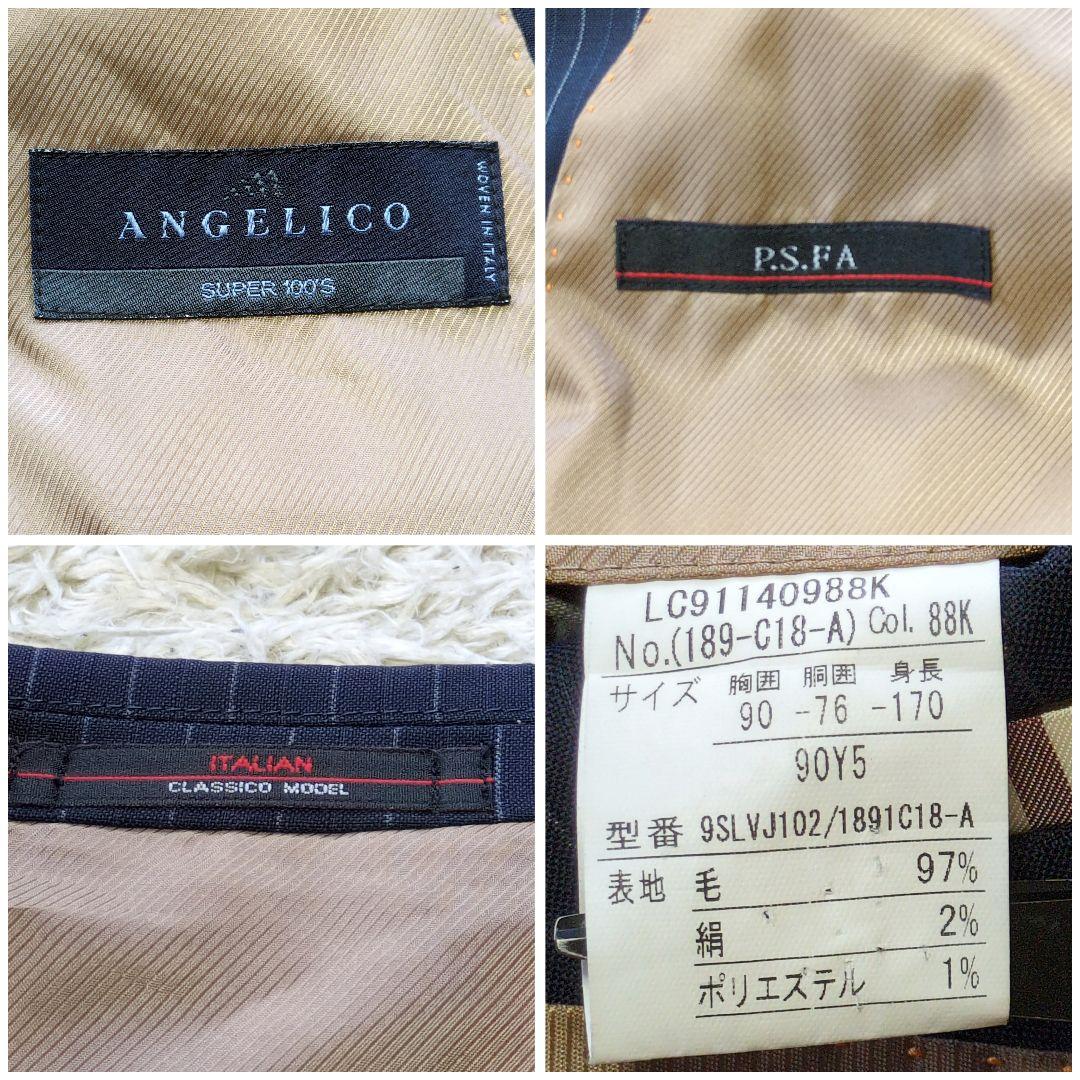 ANGELICO
SUPER 100'S
WOVEN IN ITALY
P.S.FA
ITALIAN
CLASSICO MODEL
LC91140988K
No.(189-C18-A) Col. 88K
サイズ 胸囲 胴囲 身長
90 -76 -170
90Y5
型番 9SLVJ102/1891C18-A
表地 毛 97%
絹 2%
ポリエステル 1%